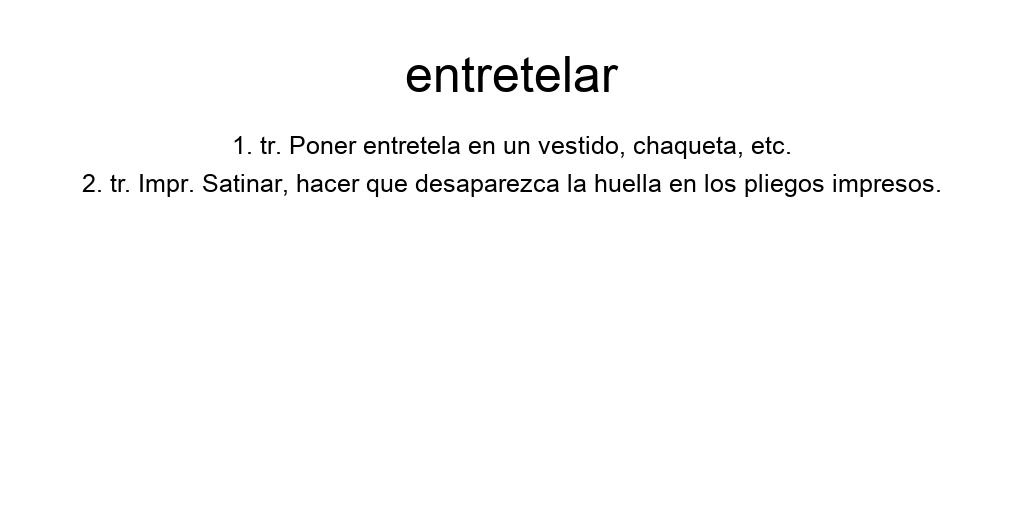 entretelar
1. tr. Poner entretela en un vestido, chaqueta, etc.
2. tr. Impr. Satinar, hacer que desaparezca la huella en los pliegos impresos.